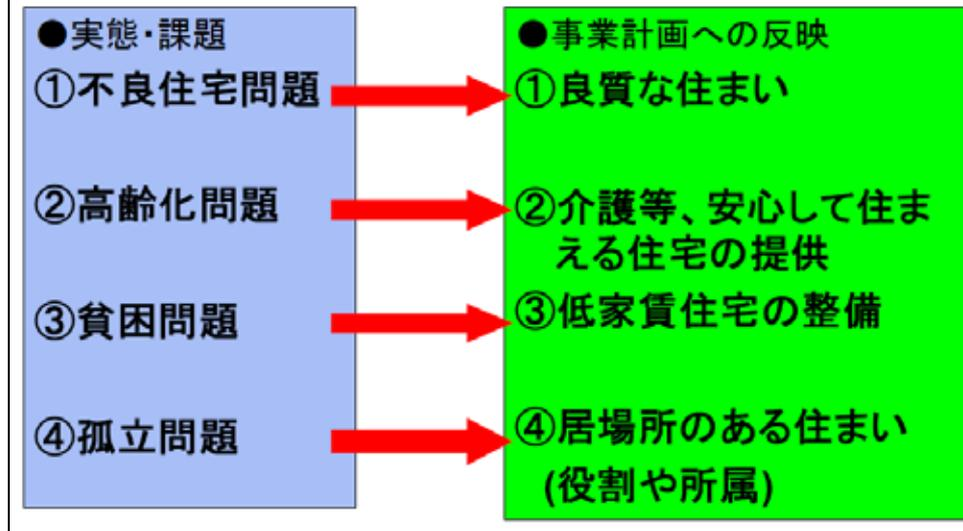 ●実態・課題
①不良住宅問題
②高齢化問題
③貧困問題
④孤立問題
●事業計画への反映
①良質な住まい
②介護等、安心して住ま
える住宅の提供
③低家賃住宅の整備
④居場所のある住まい
(役割や所属)